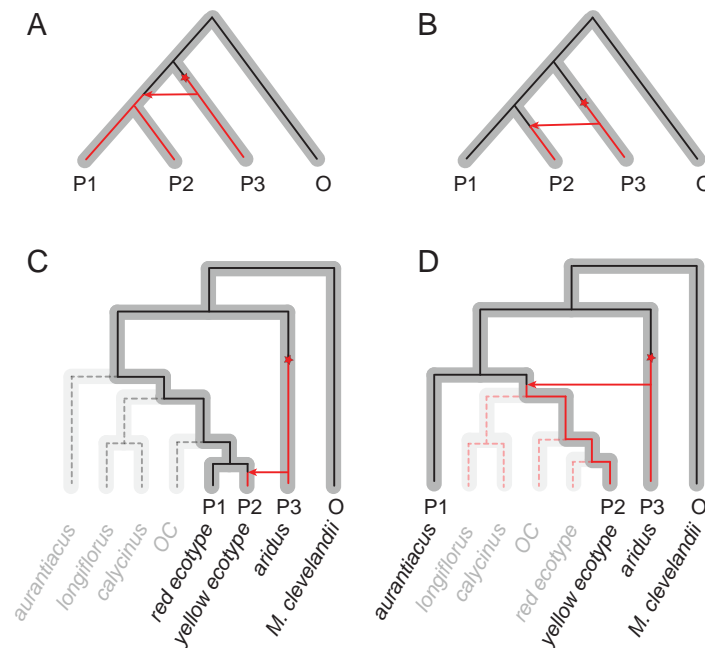 A
B
P1 P2 P3 O
P1 P2 P3 O
C
D
P1 P2 P3 O
P1 P2 P3 O
aurantiacus
longiflorus
calycinus
OC
red ecotype
yellow ecotype
aridus
M. clevelandii
aurantiacus
longiflorus
calycinus
OC
red ecotype
yellow ecotype
aridus
M. clevelandii